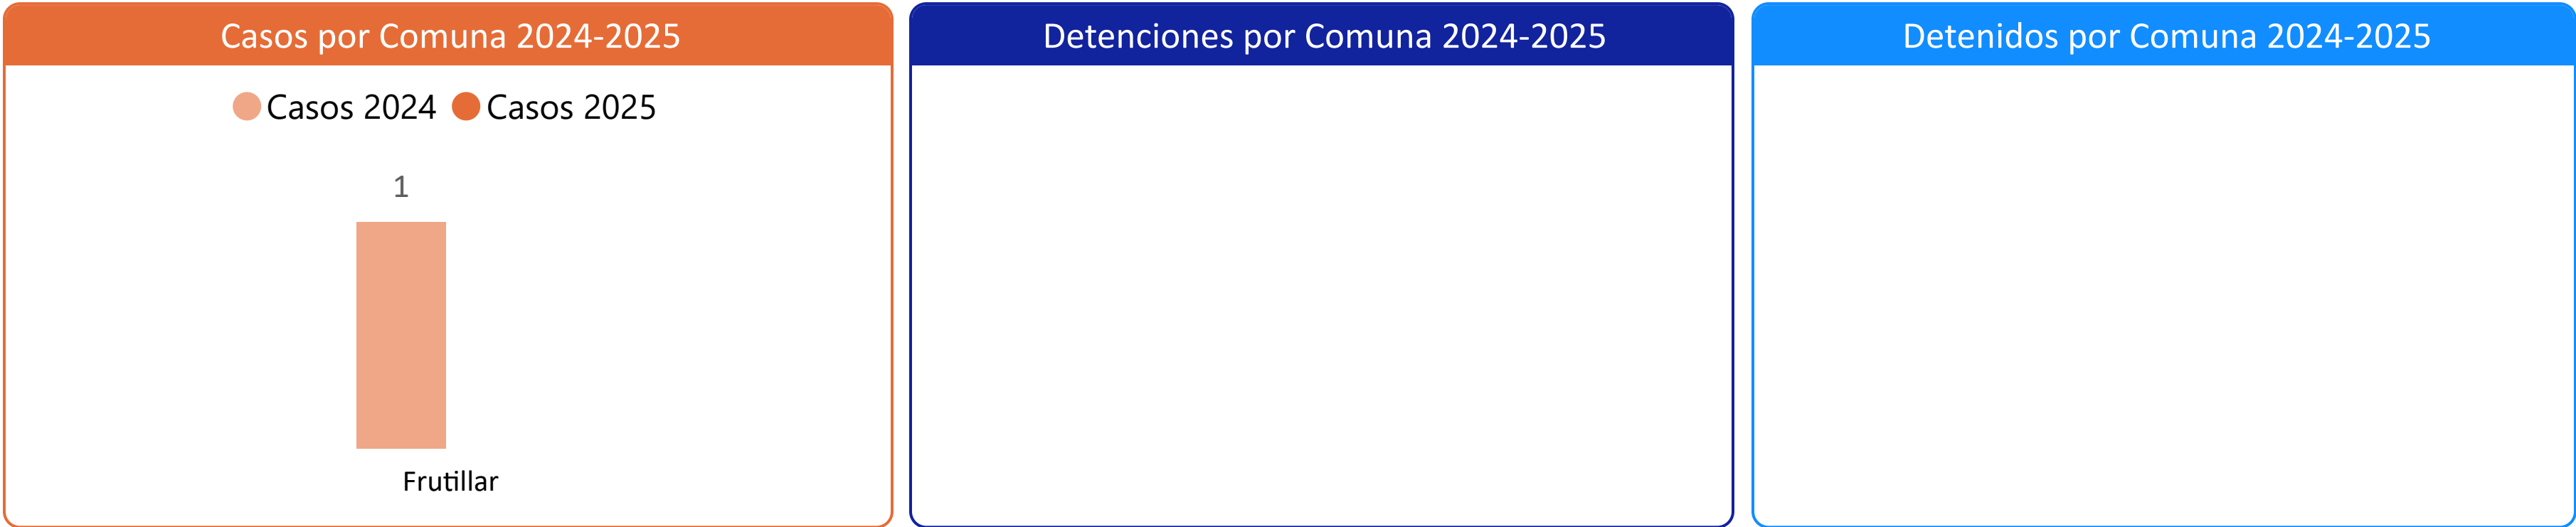 Casos por Comuna 2024-2025
Casos 2024 Casos 2025
1
Frutillar
Detenciones por Comuna 2024-2025
Detenidos por Comuna 2024-2025